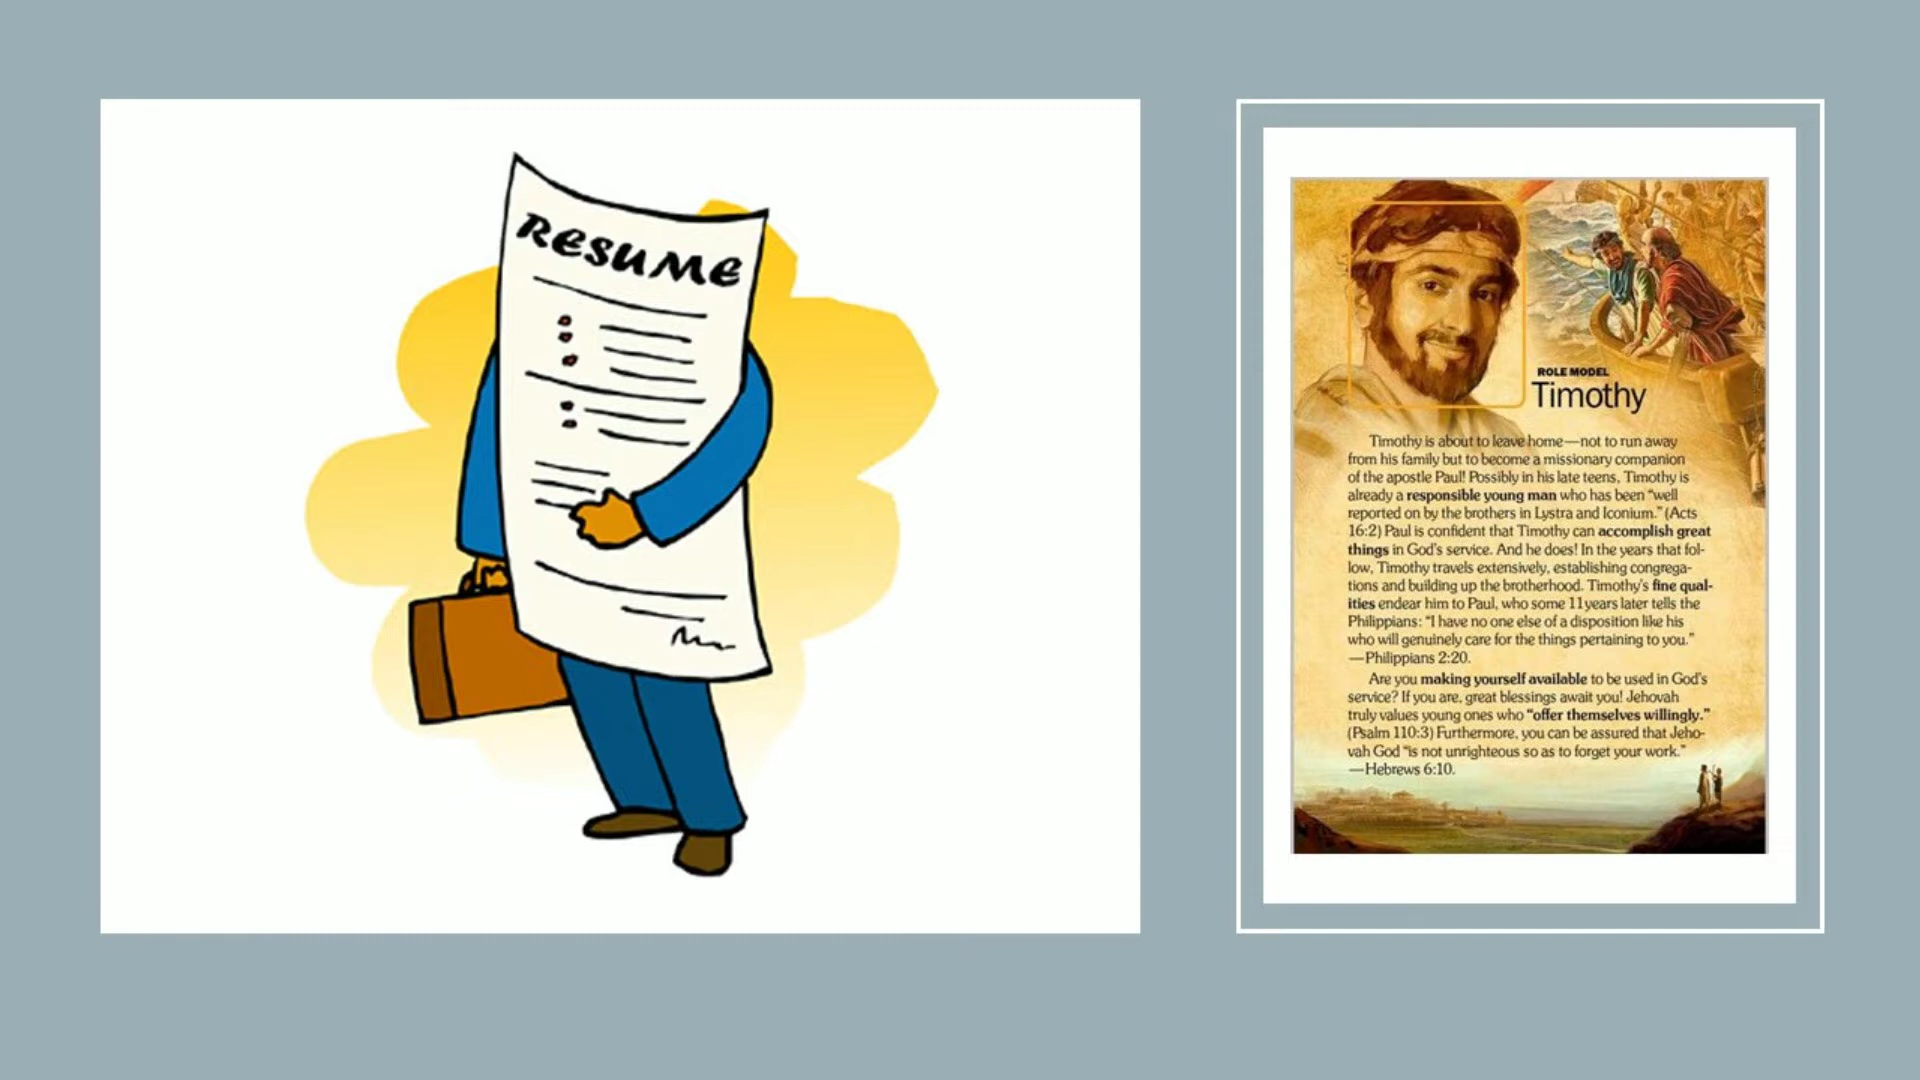 RESUME
ROLE MODEL
Timothy
Timothy is about to leave home—not to run away
from his family but to become a missionary companion
of the apostle Paul! Possibly in his late teens, Timothy is
already a responsible young man who has been “well
reported on by the brothers in Lystra and Iconium.” (Acts
16:2) Paul is confident that Timothy can accomplish great
things in God’s service. And he does! In the years that fol-
low, Timothy travels extensively, establishing congrega-
tions and building up the brotherhood. Timothy’s fine qual-
ities endear him to Paul, who some 11 years later tells the
Philippians: “I have no one else of a disposition like his
who will genuinely care for the things pertaining to you.”
—Philippians 2:20.
Are you making yourself available to be used in God’s
service? If you are, great blessings await you! Jehovah
truly values young ones who “offer themselves willingly.”
(Psalm 110:3) Furthermore, you can be assured that Jeho-
vah God “is not unrighteous so as to forget your work.”
—Hebrews 6:10.